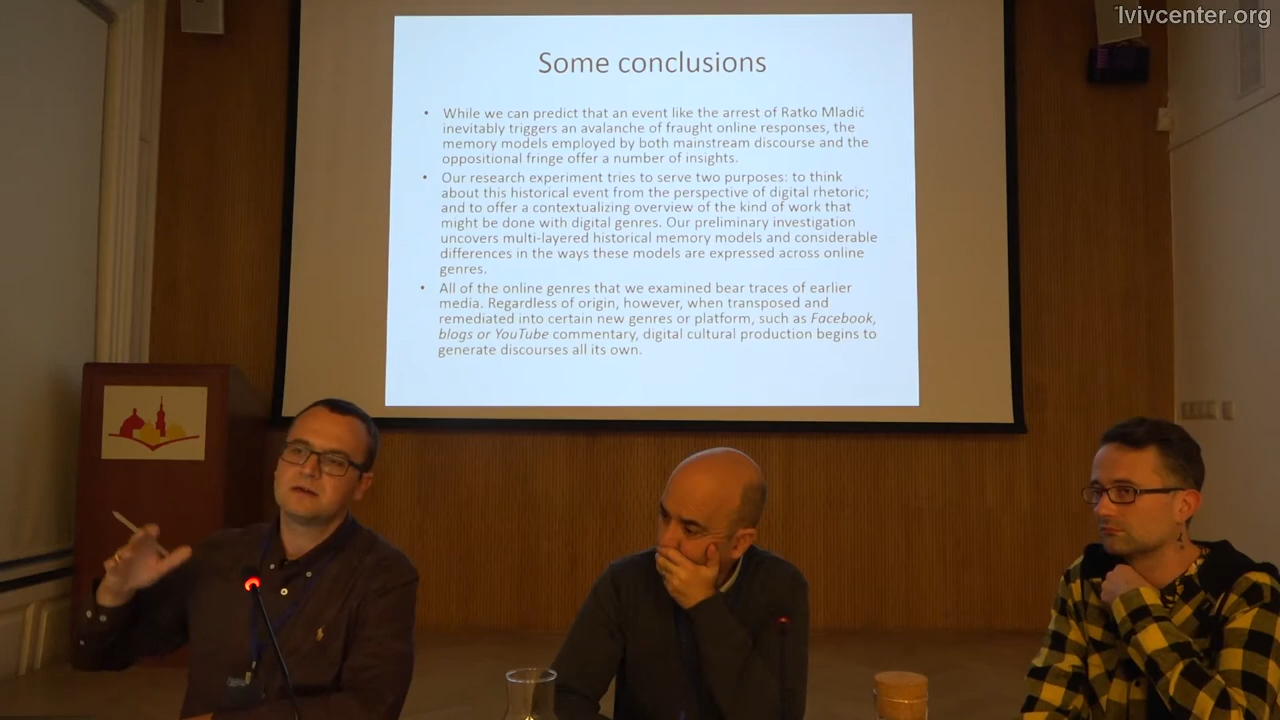 lvivcenter.org
Some conclusions
• While we can predict that an event like the arrest of Ratko Mladić
inevitably triggers an avalanche of fraught online responses, the
memory models employed by both mainstream discourse and the
oppositional fringe offer a number of insights.
• Our research experiment tries to serve two purposes: to think
about this historical event from the perspective of digital rhetoric;
and to offer a contextualizing overview of the kind of work that
might be done with digital genres. Our preliminary investigation
uncovers multi-layered historical memory models and considerable
differences in the ways these models are expressed across online
genres.
• All of the online genres that we examined bear traces of earlier
media. Regardless of origin, however, when transposed and
remediated into certain new genres or platform, such as Facebook,
blogs or YouTube commentary, digital cultural production begins to
generate discourses all its own.